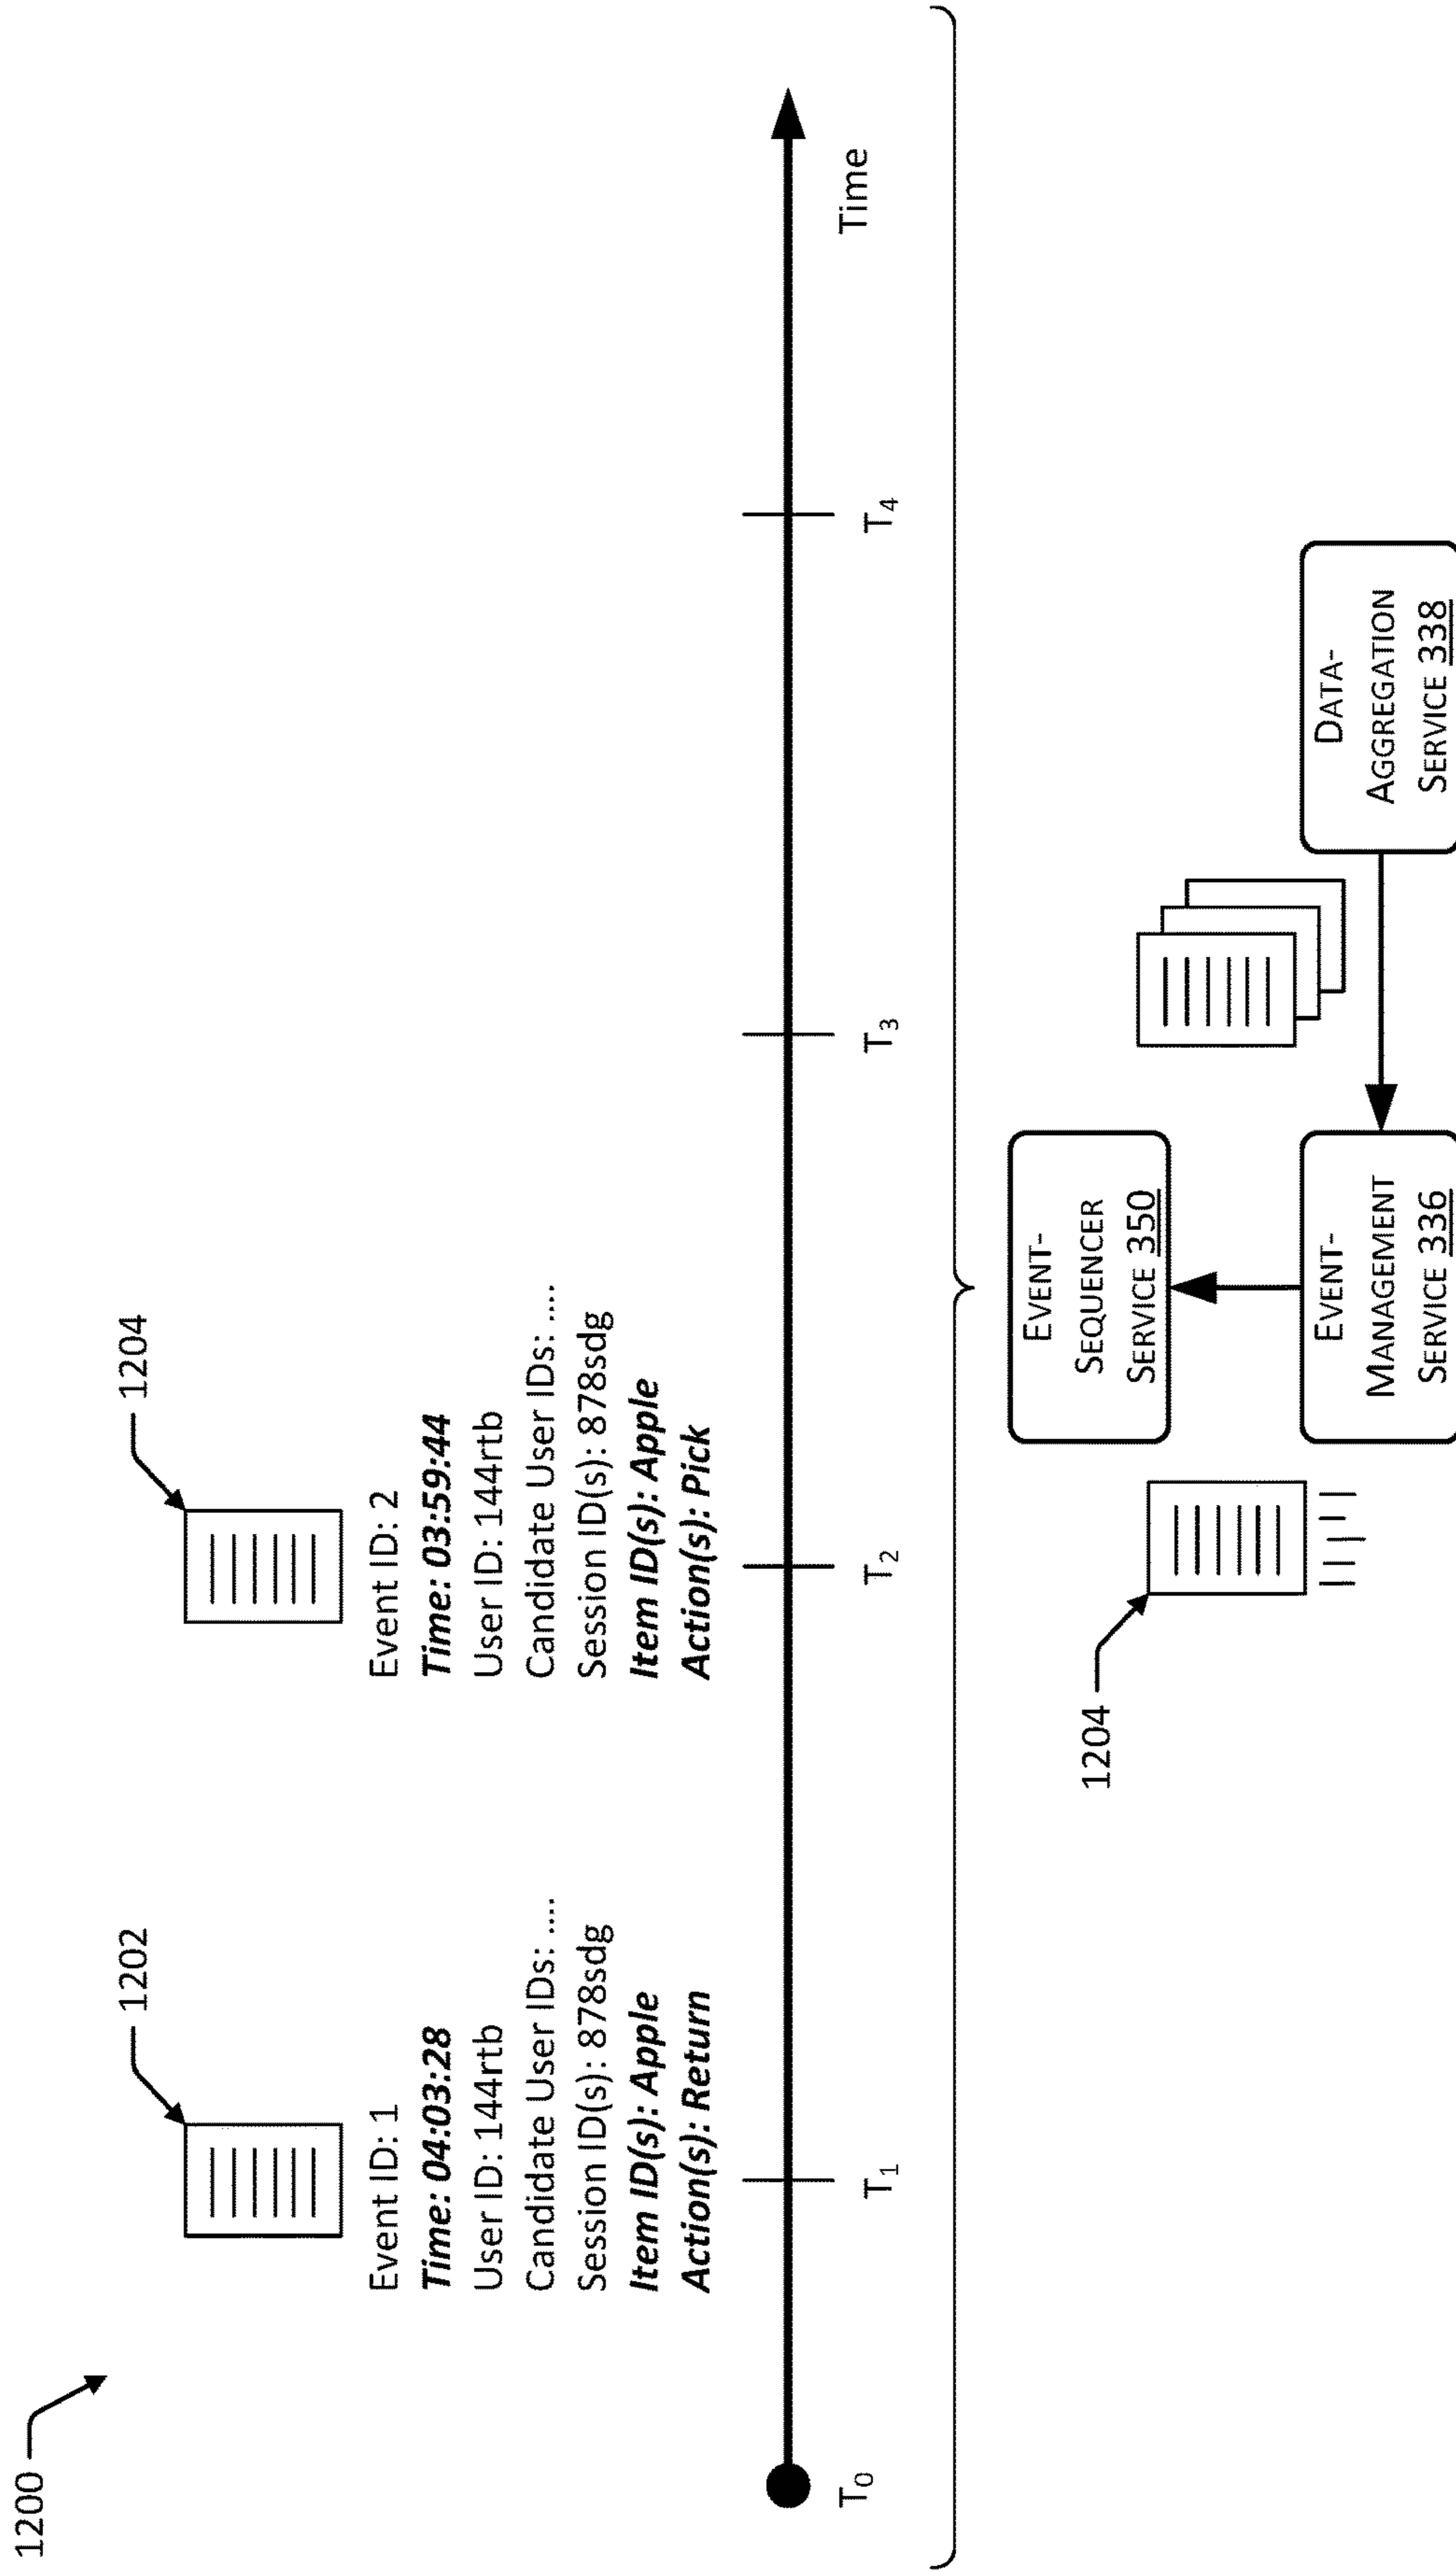 1200
1202
Event ID: 1
Time: 04:03:28
User ID: 144rtb
Candidate User IDs: ....
Session ID(s): 878sdg
Item ID(s): Apple
Action(s): Return
1204
Event ID: 2
Time: 03:59:44
User ID: 144rtb
Candidate User IDs: ....
Session ID(s): 878sdg
Item ID(s): Apple
Action(s): Pick
T0
T1
T2
T3
T4
Time
1204
EVENT-
SEQUENCER
SERVICE 350
EVENT-
MANAGEMENT
SERVICE 336
DATA-
AGGREGATION
SERVICE 338